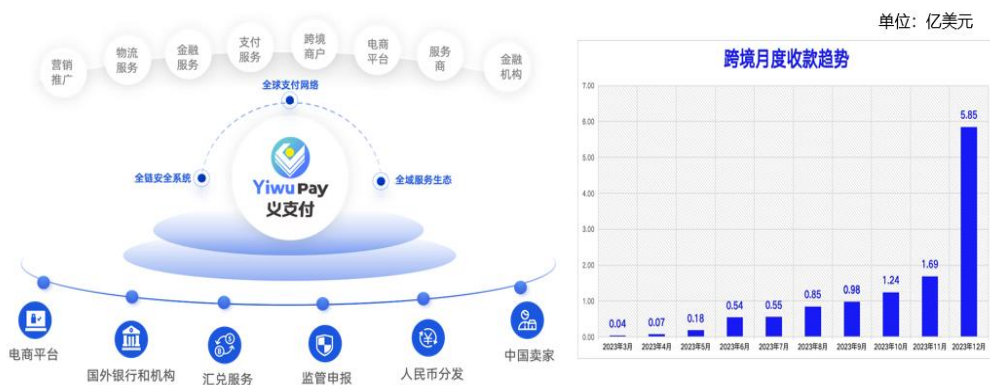 单位：亿美元
营销
推广
物流
服务
金融
服务
支付
服务
跨境
商户
电商
平台
服务
商
金融
机构
全球支付网络
全链安全系统
全域服务生态
Yiwu Pay
义支付
电商平台
国外银行和机构
汇兑服务
监管申报
人民币分发
中国卖家
跨境月度收款趋势
7.00
6.00
5.00
4.00
3.00
2.00
1.00
0.00
0.04
0.07
0.18
0.54
0.55
0.85
0.98
1.24
1.69
5.85
2023年3月
2023年4月
2023年5月
2023年6月
2023年7月
2023年8月
2023年9月
2023年10月
2023年11月
2023年12月